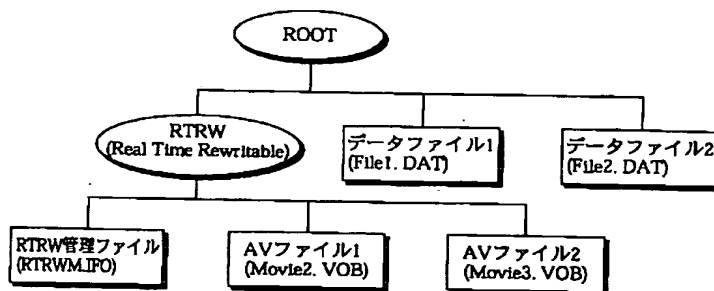 ROOT
RTRW
(Real Time Rewritable)
データファイル1
(File1. DAT)
データファイル2
(File2. DAT)
RTRW管理ファイル
(RTRWM.IFO)
AVファイル1
(Movie2. VOB)
AVファイル2
(Movie3. VOB)